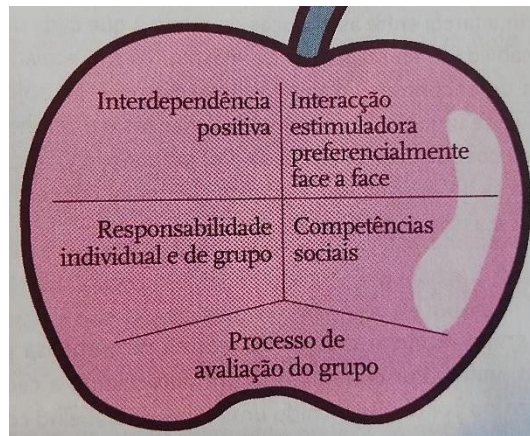 Interdependência
positiva
Interacção
estimuladora
preferencialmente
face a face
Responsabilidade
individual e de grupo
Competências
sociais
Processo de
avaliação do grupo